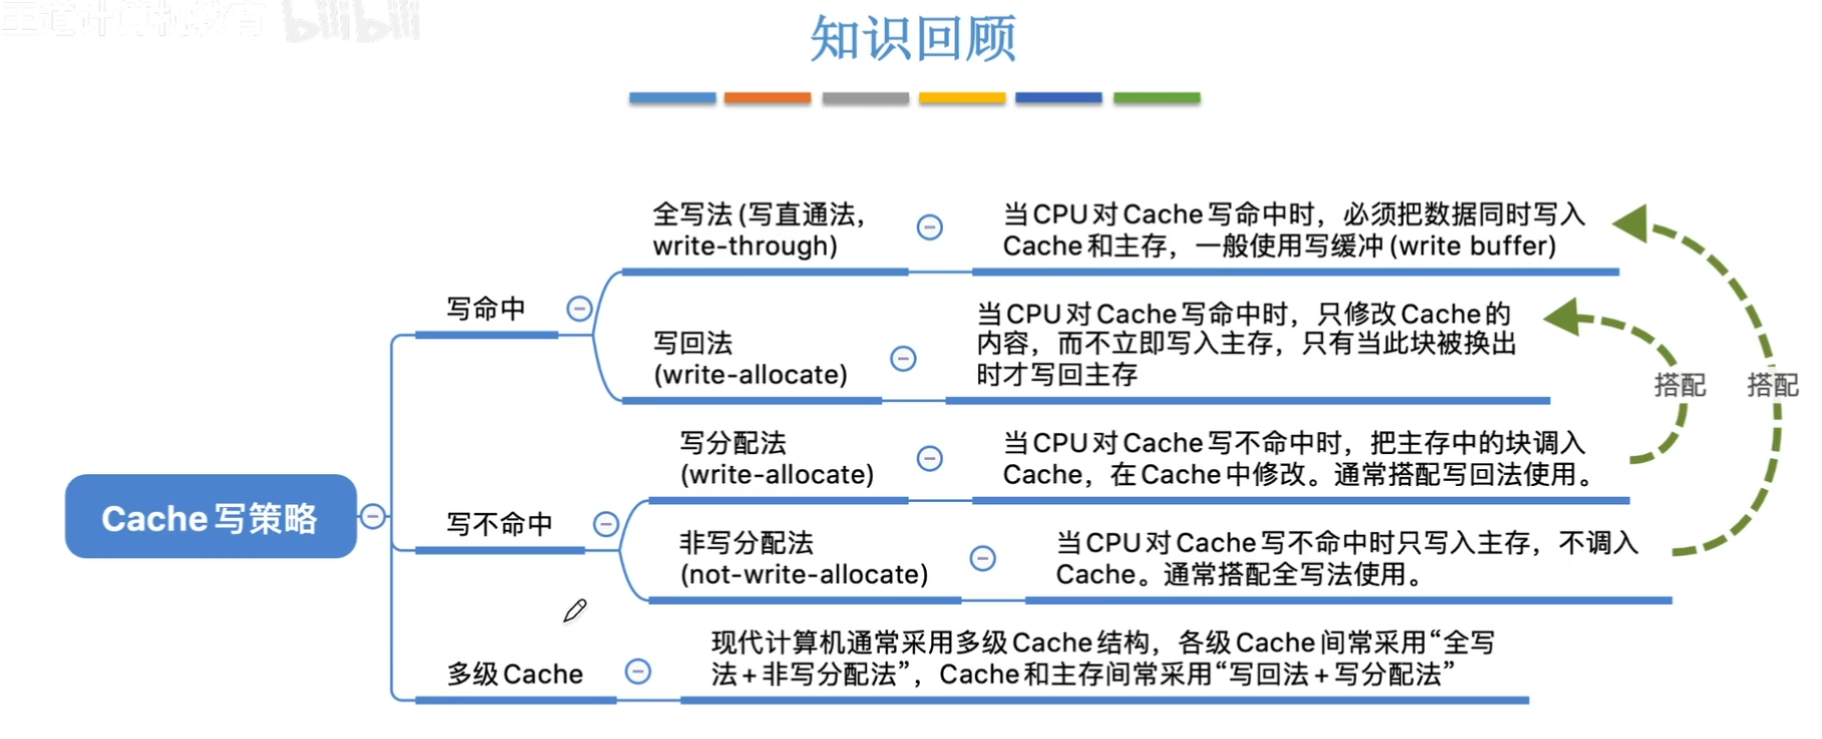 王道计算机教育 bilibili
知识回顾
全写法 (写直通法，
write-through)
当CPU对Cache写命中时，必须把数据同时写入
Cache和主存，一般使用写缓冲 (write buffer)
写命中
写回法
(write-allocate)
当CPU对Cache写命中时，只修改Cache的
内容，而不立即写入主存，只有当此块被换出
时才写回主存
搭配
搭配
写分配法
(write-allocate)
当CPU对Cache写不命中时，把主存中的块调入
Cache，在Cache中修改。通常搭配写回法使用。
Cache写策略
写不命中
非写分配法
(not-write-allocate)
当CPU对Cache写不命中时只写入主存，不调入
Cache。通常搭配全写法使用。
多级Cache
现代计算机通常采用多级Cache结构，各级Cache间常采用“全写
法+非写分配法”，Cache和主存间常采用“写回法+写分配法”